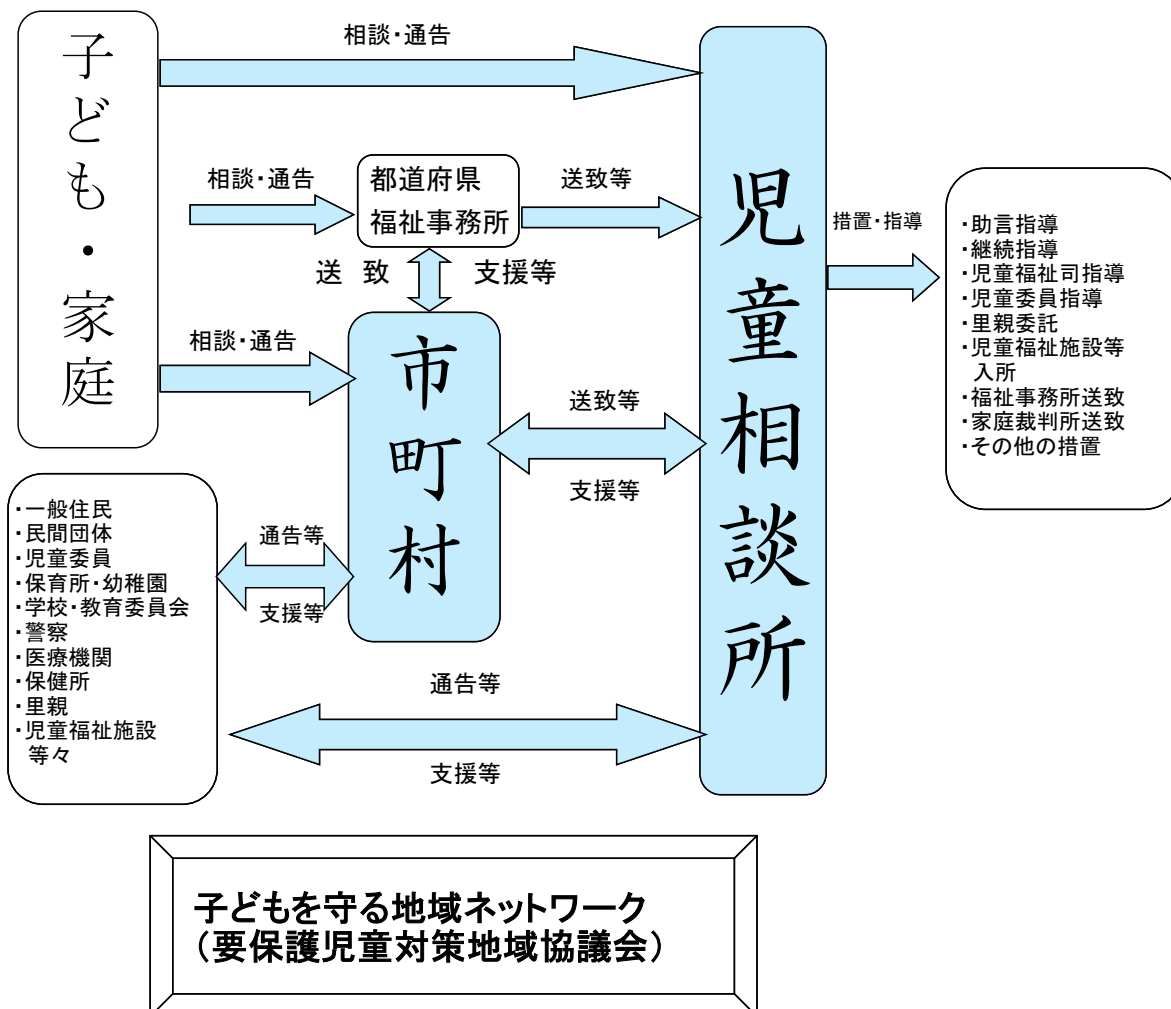 子ども・家庭
相談・通告
相談・通告
都道府県
福祉事務所
送致等
送 致
支援等
相談・通告
市町村
送致等
支援等
児童相談所
措置・指導
・助言指導
・継続指導
・児童福祉司指導
・児童委員指導
・里親委託
・児童福祉施設等
入所
・福祉事務所送致
・家庭裁判所送致
・その他の措置
・一般住民
・民間団体
・児童委員
・保育所・幼稚園
・学校・教育委員会
・警察
・医療機関
・保健所
・里親
・児童福祉施設
等々
通告等
支援等
通告等
支援等
子どもを守る地域ネットワーク
(要保護児童対策地域協議会)